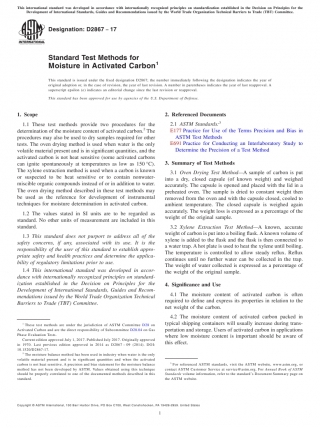 This international standard was developed in accordance with internationally recognized principles on standardization established in the Decision on Principles for the
Development of International Standards, Guides and Recommendations issued by the World Trade Organization Technical Barriers to Trade (TBT) Committee.
Designation: D2867 − 17
Standard Test Methods for
Moisture in Activated Carbon1
This standard is issued under the fixed designation D2867; the number immediately following the designation indicates the year of
original adoption or, in the case of revision, the year of last revision. A number in parentheses indicates the year of last reapproval. A
superscript epsilon (ε) indicates an editorial change since the last revision or reapproval.
This standard has been approved for use by agencies of the U.S. Department of Defense.
1. Scope
1.1 These test methods provide two procedures for the
determination of the moisture content of activated carbon.2 The
procedures may also be used to dry samples required for other
tests. The oven drying method is used when water is the only
volatile material present and is in significant quantities, and the
activated carbon is not heat sensitive (some activated carbons
can ignite spontaneously at temperatures as low as 150 °C).
The xylene extraction method is used when a carbon is known
or suspected to be heat sensitive or to contain nonwater-
miscible organic compounds instead of or in addition to water.
The oven drying method described in these test methods may
be used as the reference for development of instrumental
techniques for moisture determination in activated carbon.
1.2 The values stated in SI units are to be regarded as
standard. No other units of measurement are included in this
standard.
1.3 This standard does not purport to address all of the
safety concerns, if any, associated with its use. It is the
responsibility of the user of this standard to establish appro-
priate safety and health practices and determine the applica-
bility of regulatory limitations prior to use.
1.4 This international standard was developed in accor-
dance with internationally recognized principles on standard-
ization established in the Decision on Principles for the
Development of International Standards, Guides and Recom-
mendations issued by the World Trade Organization Technical
Barriers to Trade (TBT) Committee.
1 These test methods are under the jurisdiction of ASTM Committee D28 on
Activated Carbon and are the direct responsibility of Subcommittee D28.04 on Gas
Phase Evaluation Tests.
Current edition approved July 1, 2017. Published July 2017. Originally approved
in 1970. Last previous edition approved in 2014 as D2867 – 09 (2014). DOI:
10.1520/D2867-17.
2 The moisture balance method has been used in industry when water is the only
volatile material present and is in significant quantities and when the activated
carbon is not heat sensitive. A precision and bias statement for the moisture balance
method has not been developed by ASTM. Values obtained using this technique
should be properly correlated to one of the documented methods described in this
standard.
2. Referenced Documents
2.1 ASTM Standards:3
E177 Practice for Use of the Terms Precision and Bias in
ASTM Test Methods
E691 Practice for Conducting an Interlaboratory Study to
Determine the Precision of a Test Method
3. Summary of Test Methods
3.1 Oven Drying Test Method—A sample of carbon is put
into a dry, closed capsule (of known weight) and weighed
accurately. The capsule is opened and placed with the lid in a
preheated oven. The sample is dried to constant weight then
removed from the oven and with the capsule closed, cooled to
ambient temperature. The closed capsule is weighed again
accurately. The weight loss is expressed as a percentage of the
weight of the original sample.
3.2 Xylene Extraction Test Method—A known, accurate
weight of carbon is put into a boiling flask. A known volume of
xylene is added to the flask and the flask is then connected to
a water trap. A hot plate is used to heat the xylene until boiling.
The temperature is controlled to allow steady reflux. Reflux
continues until no further water can be collected in the trap.
The weight of water collected is expressed as a percentage of
the weight of the original sample.
4. Significance and Use
4.1 The moisture content of activated carbon is often
required to define and express its properties in relation to the
net weight of the carbon.
4.2 The moisture content of activated carbon packed in
typical shipping containers will usually increase during trans-
portation and storage. Users of activated carbon in applications
where low moisture content is important should be aware of
this effect.
3 For referenced ASTM standards, visit the ASTM website, www.astm.org, or
contact ASTM Customer Service at service@astm.org. For Annual Book of ASTM
Standards volume information, refer to the standard's Document Summary page on
the ASTM website.
Copyright © ASTM International, 100 Barr Harbor Drive, PO Box C700, West Conshohocken, PA 19428-2959. United States
1